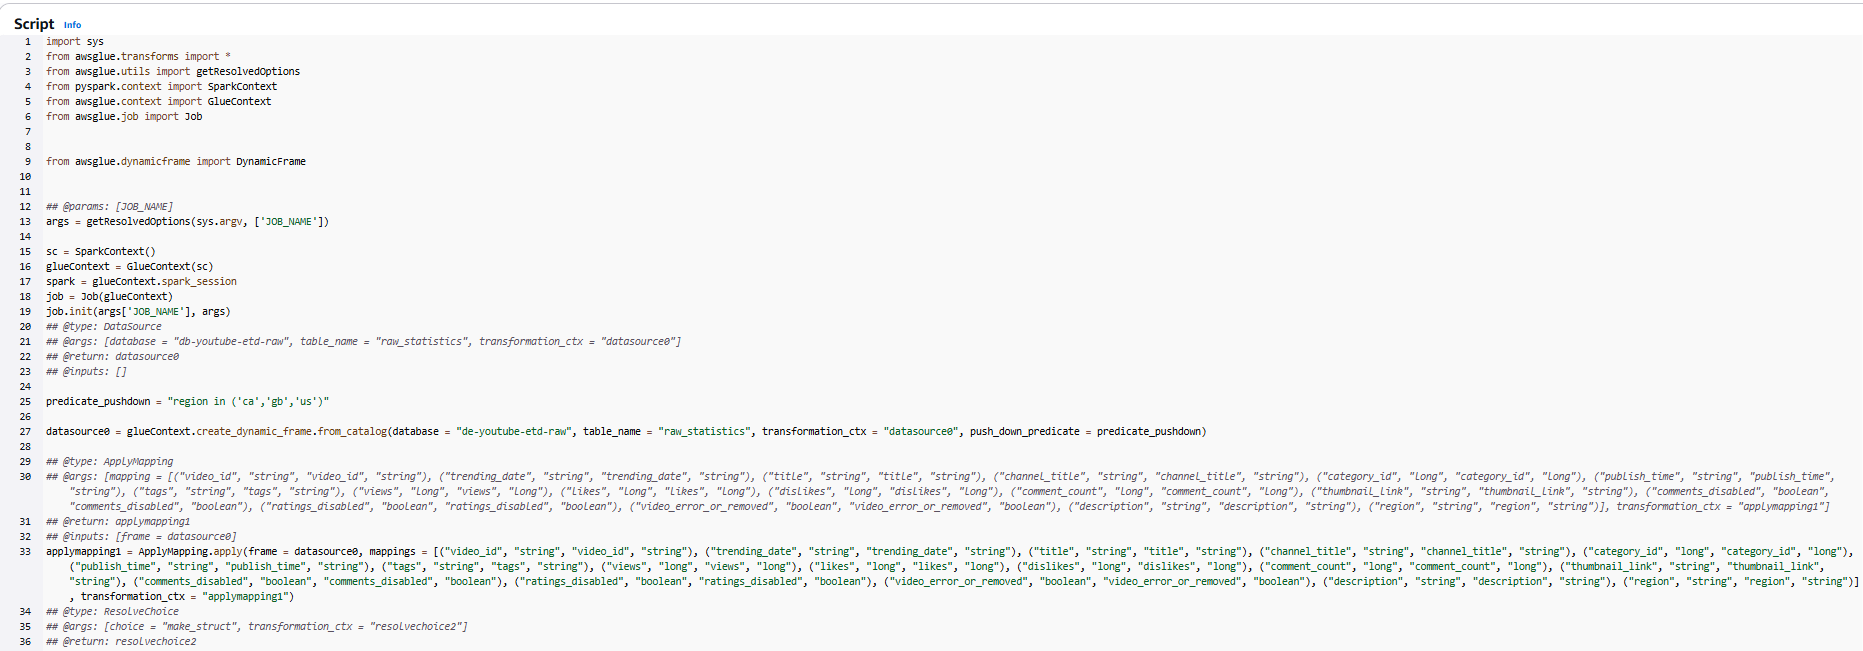 Script Info
1 import sys
2 from awsglue.transforms import *
3 from awsglue.utils import getResolvedOptions
4 from pyspark.context import SparkContext
5 from awsglue.context import GlueContext
6 from awsglue.job import Job
7
8
9 from awsglue.dynamicframe import DynamicFrame
10
11
12 ## @params: [JOB_NAME]
13 args = getResolvedOptions(sys.argv, ['JOB_NAME'])
14
15 sc = SparkContext()
16 glueContext = GlueContext(sc)
17 spark = glueContext.spark_session
18 job = Job(glueContext)
19 job.init(args['JOB_NAME'], args)
20 ## @type: DataSource
21 ## @args: [database = "db-youtube-etd-raw", table_name = "raw_statistics", transformation_ctx = "datasource0"]
22 ## @return: datasource0
23 ## @inputs: []
24
25 predicate_pushdown = "region in ('ca','gb','us')"
26
27 datasource0 = glueContext.create_dynamic_frame.from_catalog(database = "de-youtube-etd-raw", table_name = "raw_statistics", transformation_ctx = "datasource0", push_down_predicate = predicate_pushdown)
28
29 ## @type: ApplyMapping
30 ## @args: [mapping = [("video_id", "string", "video_id", "string"), ("trending_date", "string", "trending_date", "string"), ("title", "string", "title", "string"), ("channel_title", "string", "channel_title", "string"), ("category_id", "long", "category_id", "long"), ("publish_time", "string", "publish_time",
"string"), ("tags", "string", "tags", "string"), ("views", "long", "views", "long"), ("likes", "long", "likes", "long"), ("dislikes", "long", "dislikes", "long"), ("comment_count", "long", "comment_count", "long"), ("thumbnail_link", "string", "thumbnail_link", "string"), ("comments_disabled", "boolean",
"comments_disabled", "boolean"), ("ratings_disabled", "boolean", "ratings_disabled", "boolean"), ("video_error_or_removed", "boolean", "video_error_or_removed", "boolean"), ("description", "string", "description", "string"), ("region", "string", "region", "string")], transformation_ctx = "applymapping1"]
31 ## @return: applymapping1
32 ## @inputs: [frame = datasource0]
33 applymapping1 = ApplyMapping.apply(frame = datasource0, mappings = [("video_id", "string", "video_id", "string"), ("trending_date", "string", "trending_date", "string"), ("title", "string", "title", "string"), ("channel_title", "string", "channel_title", "string"), ("category_id", "long", "category_id", "long"),
("publish_time", "string", "publish_time", "string"), ("tags", "string", "tags", "string"), ("views", "long", "views", "long"), ("likes", "long", "likes", "long"), ("dislikes", "long", "dislikes", "long"), ("comment_count", "long", "comment_count", "long"), ("thumbnail_link", "string", "thumbnail_link",
"string"), ("comments_disabled", "boolean", "comments_disabled", "boolean"), ("ratings_disabled", "boolean", "ratings_disabled", "boolean"), ("video_error_or_removed", "boolean", "video_error_or_removed", "boolean"), ("description", "string", "description", "string"), ("region", "string", "region", "string")]
, transformation_ctx = "applymapping1")
34 ## @type: ResolveChoice
35 ## @args: [choice = "make_struct", transformation_ctx = "resolvechoice2"]
36 ## @return: resolvechoice2